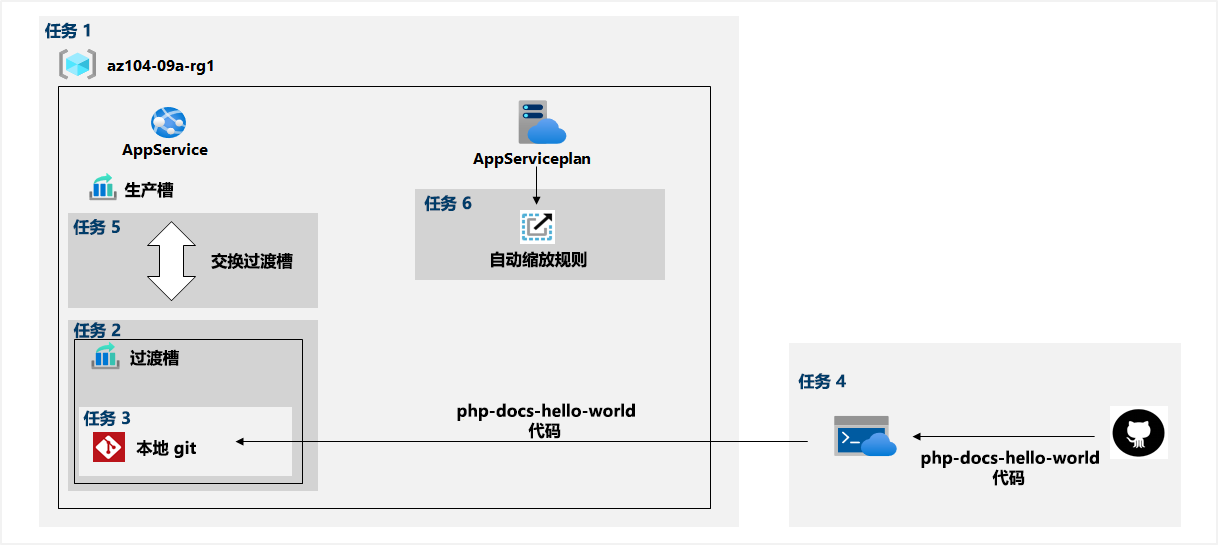 任务 1
az104-09a-rg1
AppService
AppServiceplan
生产槽
任务 6
自动缩放规则
任务 5
交换过渡槽
任务 2
过渡槽
任务 3
本地 git
php-docs-hello-world
代码
任务 4
php-docs-hello-world
代码